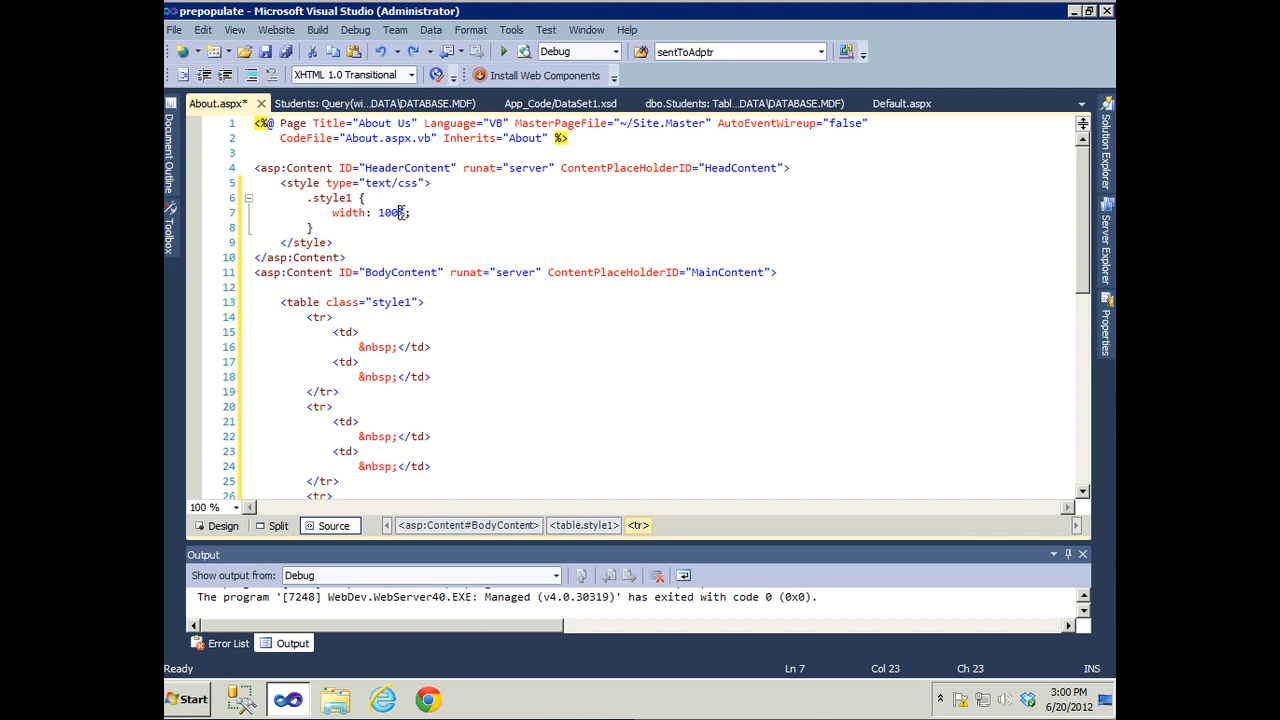 prepopulate - Microsoft Visual Studio (Administrator)
File Edit View Website Build Debug Team Data Format Tools Test Window Help
Debug sentToAdptr
XHTML 1.0 Transitional Install Web Components
About.aspx* Students: Query(wi...DATA\DATABASE.MDF) App_Code/DataSet1.xsd dbo.Students: Tabl...DATA\DATABASE.MDF) Default.aspx
Document Outline
Toolbox
Solution Explorer
Server Explorer
Properties
1 <%@ Page Title="About Us" Language="VB" MasterPageFile="~/Site.Master" AutoEventWireup="false"
2 CodeFile="About.aspx.vb" Inherits="About" %>
3
4 <asp:Content ID="HeaderContent" runat="server" ContentPlaceHolderID="HeadContent">
5 <style type="text/css">
6 .style1 {
7 width: 100%;
8 }
9 </style>
10 </asp:Content>
11 <asp:Content ID="BodyContent" runat="server" ContentPlaceHolderID="MainContent">
12
13 <table class="style1">
14 <tr>
15 <td>
16 &nbsp;</td>
17 <td>
18 &nbsp;</td>
19 </tr>
20 <tr>
21 <td>
22 &nbsp;</td>
23 <td>
24 &nbsp;</td>
25 </tr>
26 <tr>
100 %
Design Split Source <asp:Content#BodyContent> <table.style1> <tr>
Output
Show output from: Debug
The program '[7248] WebDev.WebServer40.EXE: Managed (v4.0.30319)' has exited with code 0 (0x0).
Error List Output
Ready Ln 7 Col 23 Ch 23 INS
Start 3:00 PM
6/20/2012